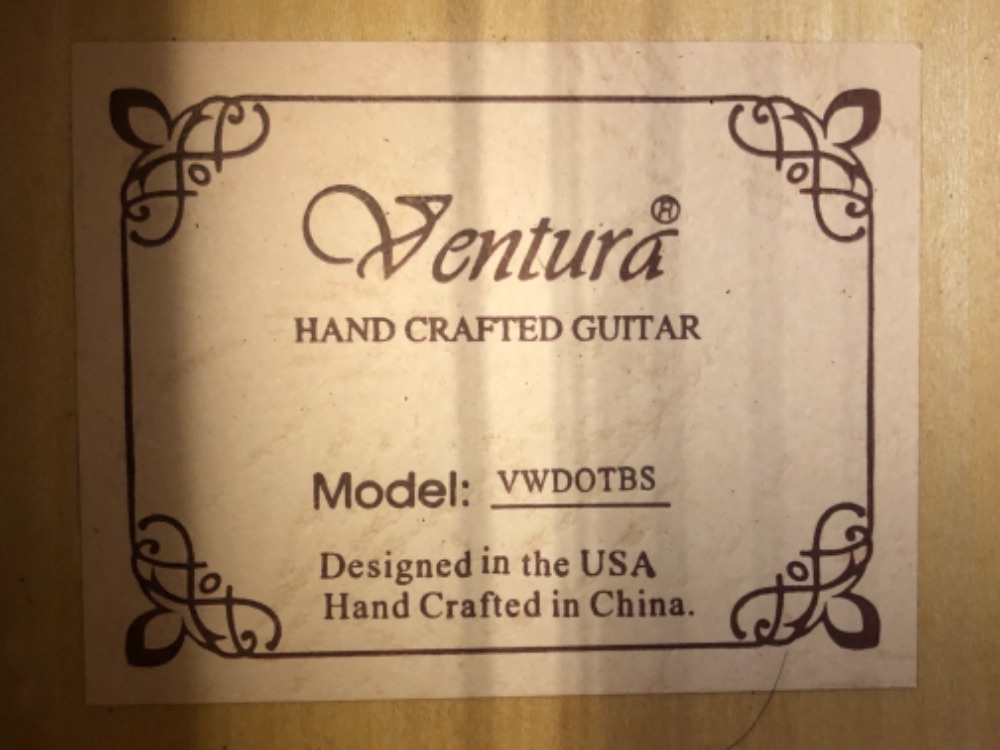 Ventura®
HAND CRAFTED GUITAR
Model: VWDOTBS
Designed in the USA
Hand Crafted in China.